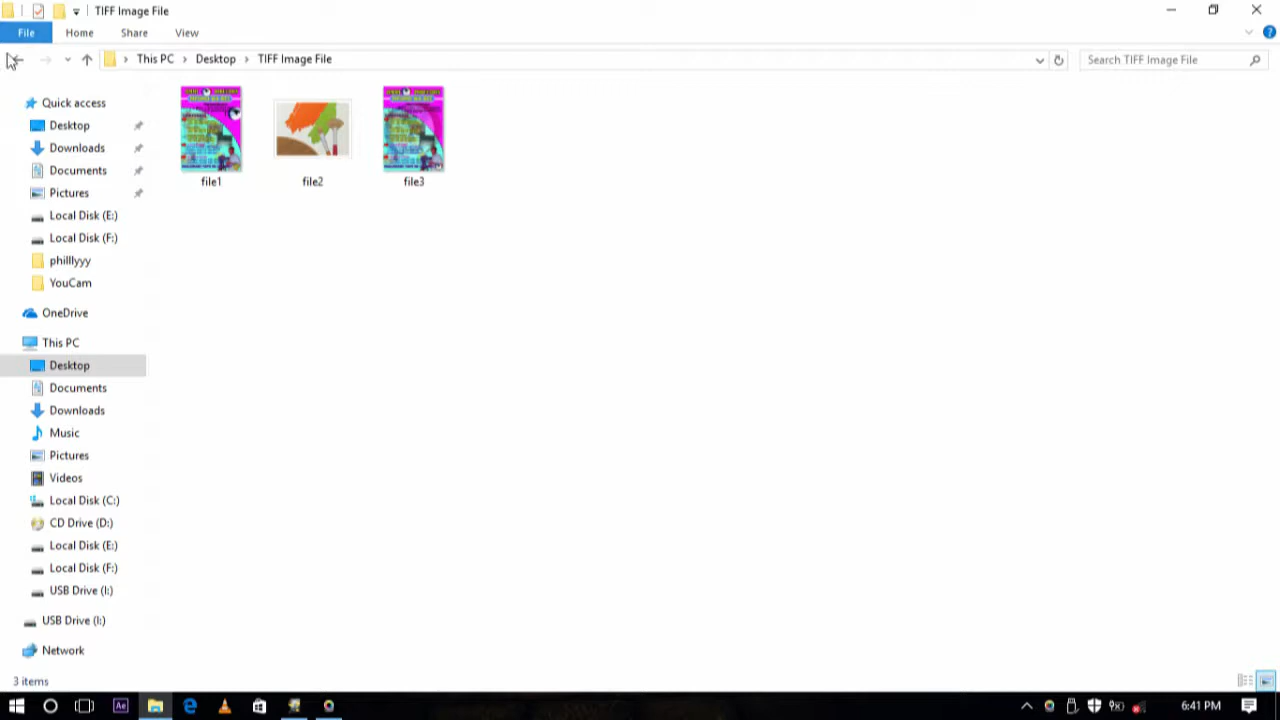 TIFF Image File
File Home Share View
This PC Desktop TIFF Image File
Search TIFF Image File
Quick access
Desktop
Downloads
Documents
Pictures
Local Disk (E:)
Local Disk (F:)
philllyyy
YouCam
OneDrive
This PC
Desktop
Documents
Downloads
Music
Pictures
Videos
Local Disk (C:)
CD Drive (D:)
Local Disk (E:)
Local Disk (F:)
USB Drive (I:)
USB Drive (I:)
Network
file1 file2 file3
3 items
Ae
6:41 PM